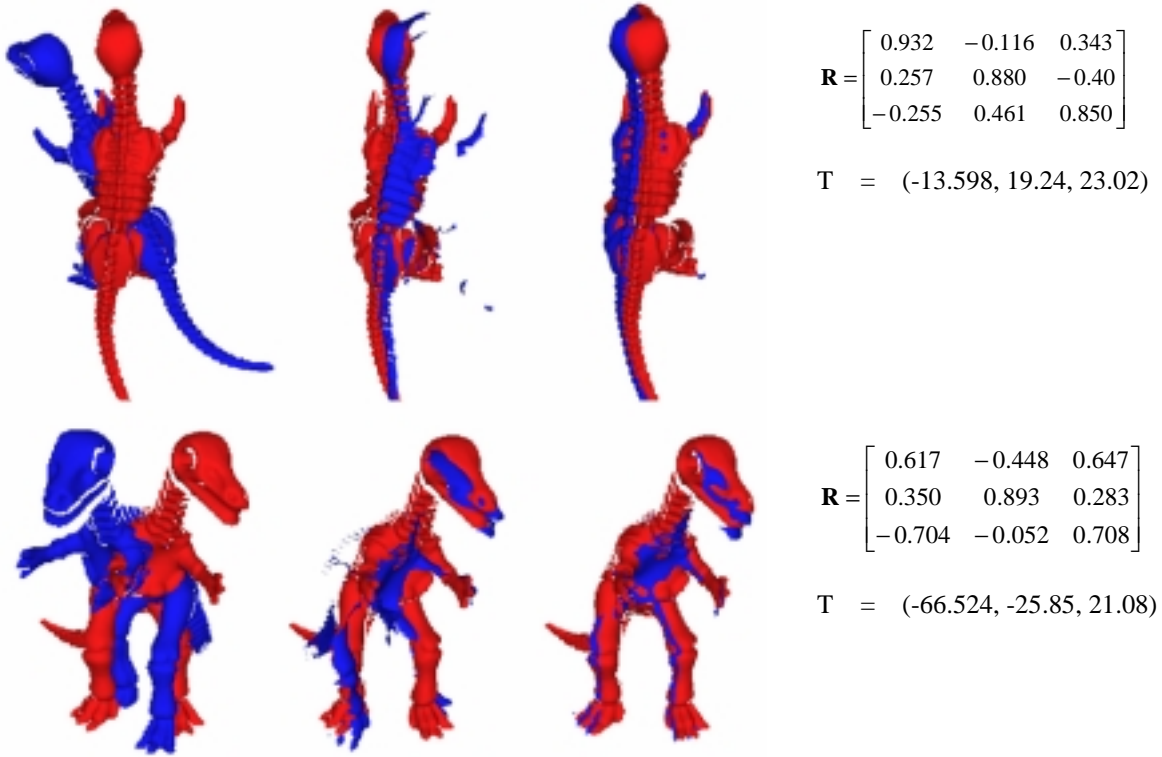 0.932 −0.116 0.343
R = 0.257 0.880 −0.40
−0.255 0.461 0.850
T = (-13.598, 19.24, 23.02)
0.617 −0.448 0.647
R = 0.350 0.893 0.283
−0.704 −0.052 0.708
T = (-66.524, -25.85, 21.08)